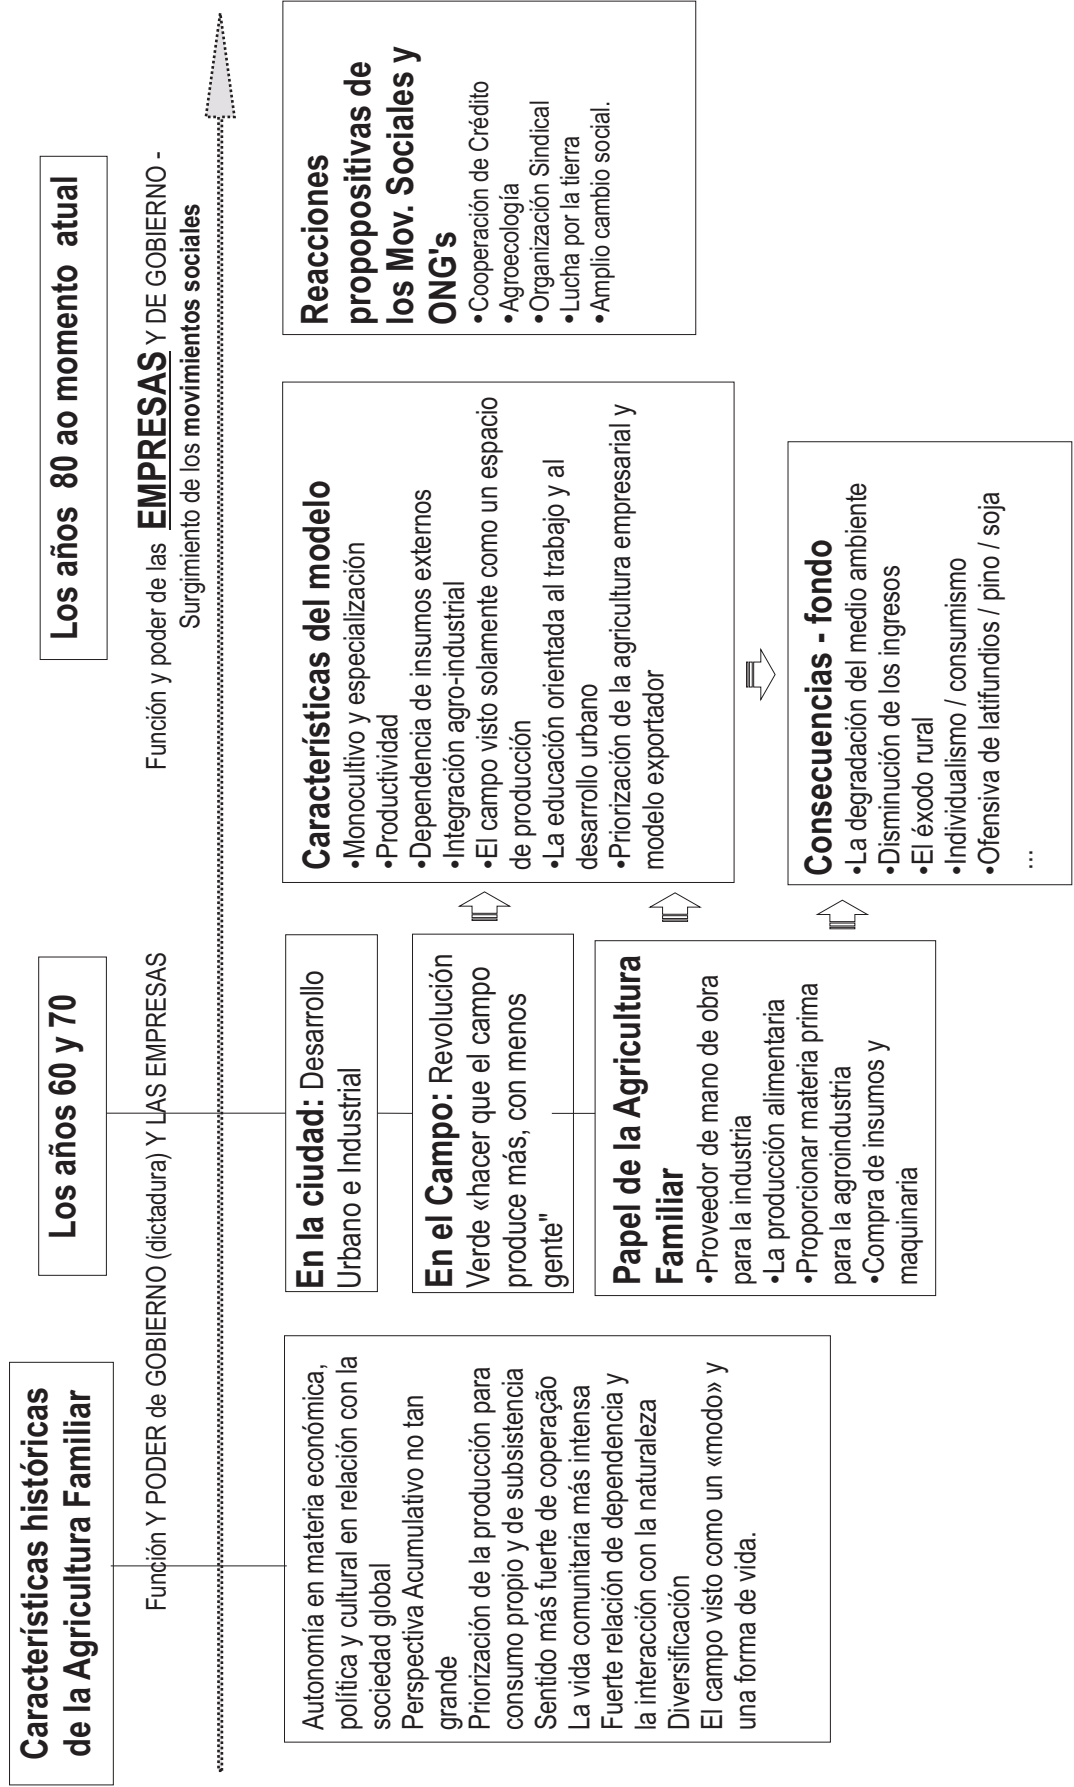 Características históricas
de la Agricultura Familiar
Los años 60 y 70
Los años 80 ao momento atual
Función Y PODER de GOBIERNO (dictadura) Y LAS EMPRESAS
Función y poder de las EMPRESAS Y DE GOBIERNO -
Surgimiento de los movimientos sociales
Autonomía en materia económica,
política y cultural en relación con la
sociedad global
Perspectiva Acumulativo no tan
grande
Priorización de la producción para
consumo propio y de subsistencia
Sentido más fuerte de coperação
La vida comunitaria más intensa
Fuerte relación de dependencia y
la interacción con la naturaleza
Diversificación
El campo visto como un «modo» y
una forma de vida.
En la ciudad: Desarrollo
Urbano e Industrial
En el Campo: Revolución
Verde «hacer que el campo
produce más, con menos
gente"
Papel de la Agricultura
Familiar
•Proveedor de mano de obra
para la industria
•La producción alimentaria
•Proporcionar materia prima
para la agroindustria
•Compra de insumos y
maquinaria
Características del modelo
•Monocultivo y especialización
•Productividad
•Dependencia de insumos externos
•Integración agro-industrial
•El campo visto solamente como un espacio
de producción
•La educación orientada al trabajo y al
desarrollo urbano
•Priorización de la agricultura empresarial y
modelo exportador
Consecuencias - fondo
•La degradación del medio ambiente
•Disminución de los ingresos
•El éxodo rural
•Individualismo / consumismo
•Ofensiva de latifundios / pino / soja
...
Reacciones
propopositivas de
los Mov. Sociales y
ONG's
•Cooperación de Crédito
•Agroecología
•Organización Sindical
•Lucha por la tierra
•Amplio cambio social.